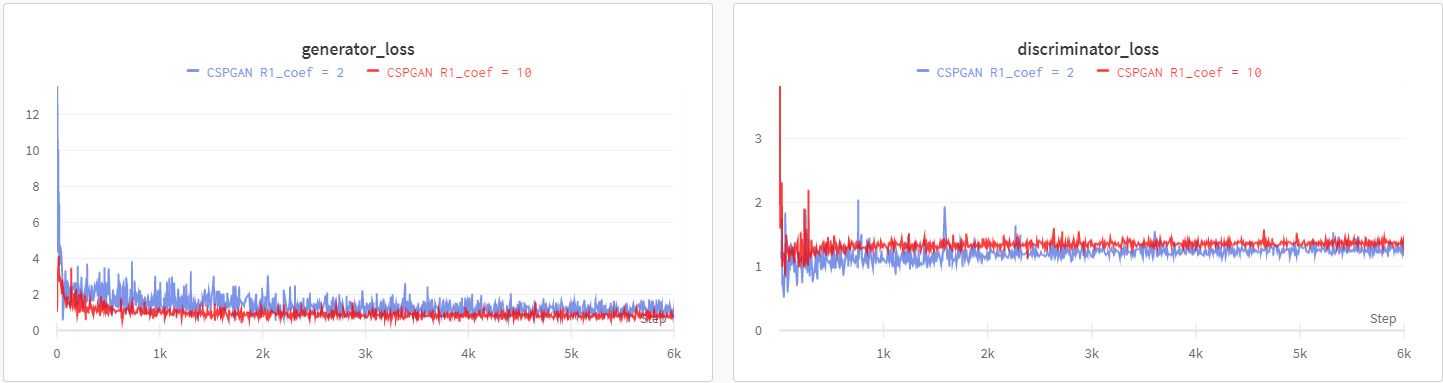 generator_loss
CSPGAN R1_coef = 2 CSPGAN R1_coef = 10
12
10
8
6
4
2
0
Step
0 1k 2k 3k 4k 5k 6k
discriminator_loss
CSPGAN R1_coef = 2 CSPGAN R1_coef = 10
3
2
1
0
Step
1k 2k 3k 4k 5k 6k